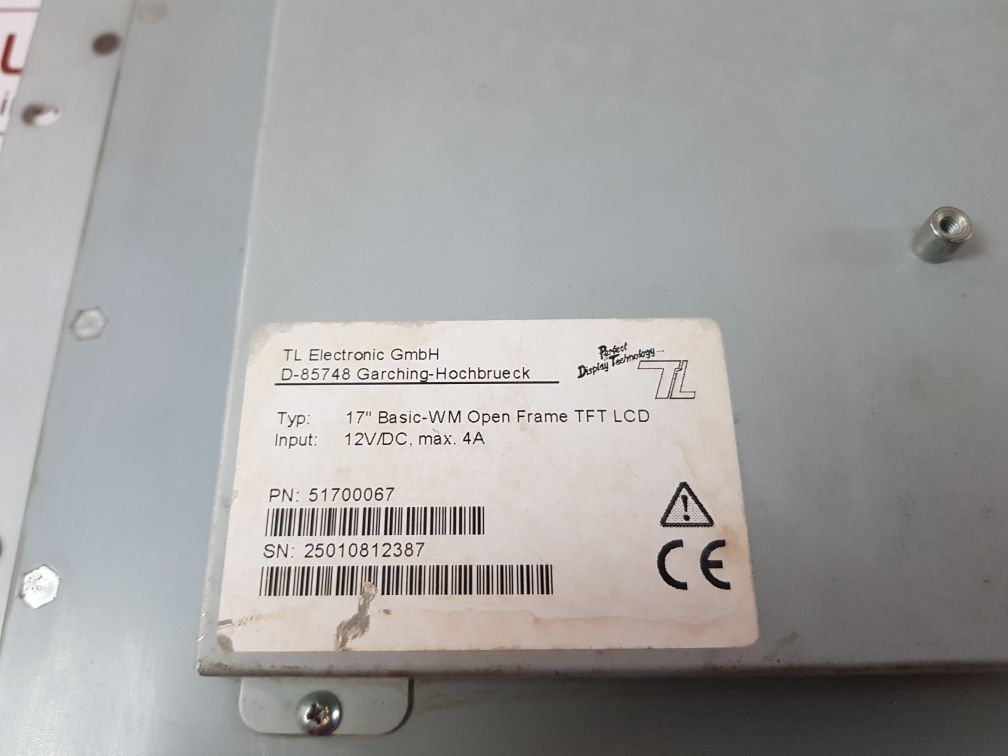 TL Electronic GmbH
D-85748 Garching-Hochbrueck
Perfect
Display Technology...
TL
Typ: 17" Basic-WM Open Frame TFT LCD
Input: 12V/DC, max. 4A
PN: 51700067
SN: 25010812387
CE